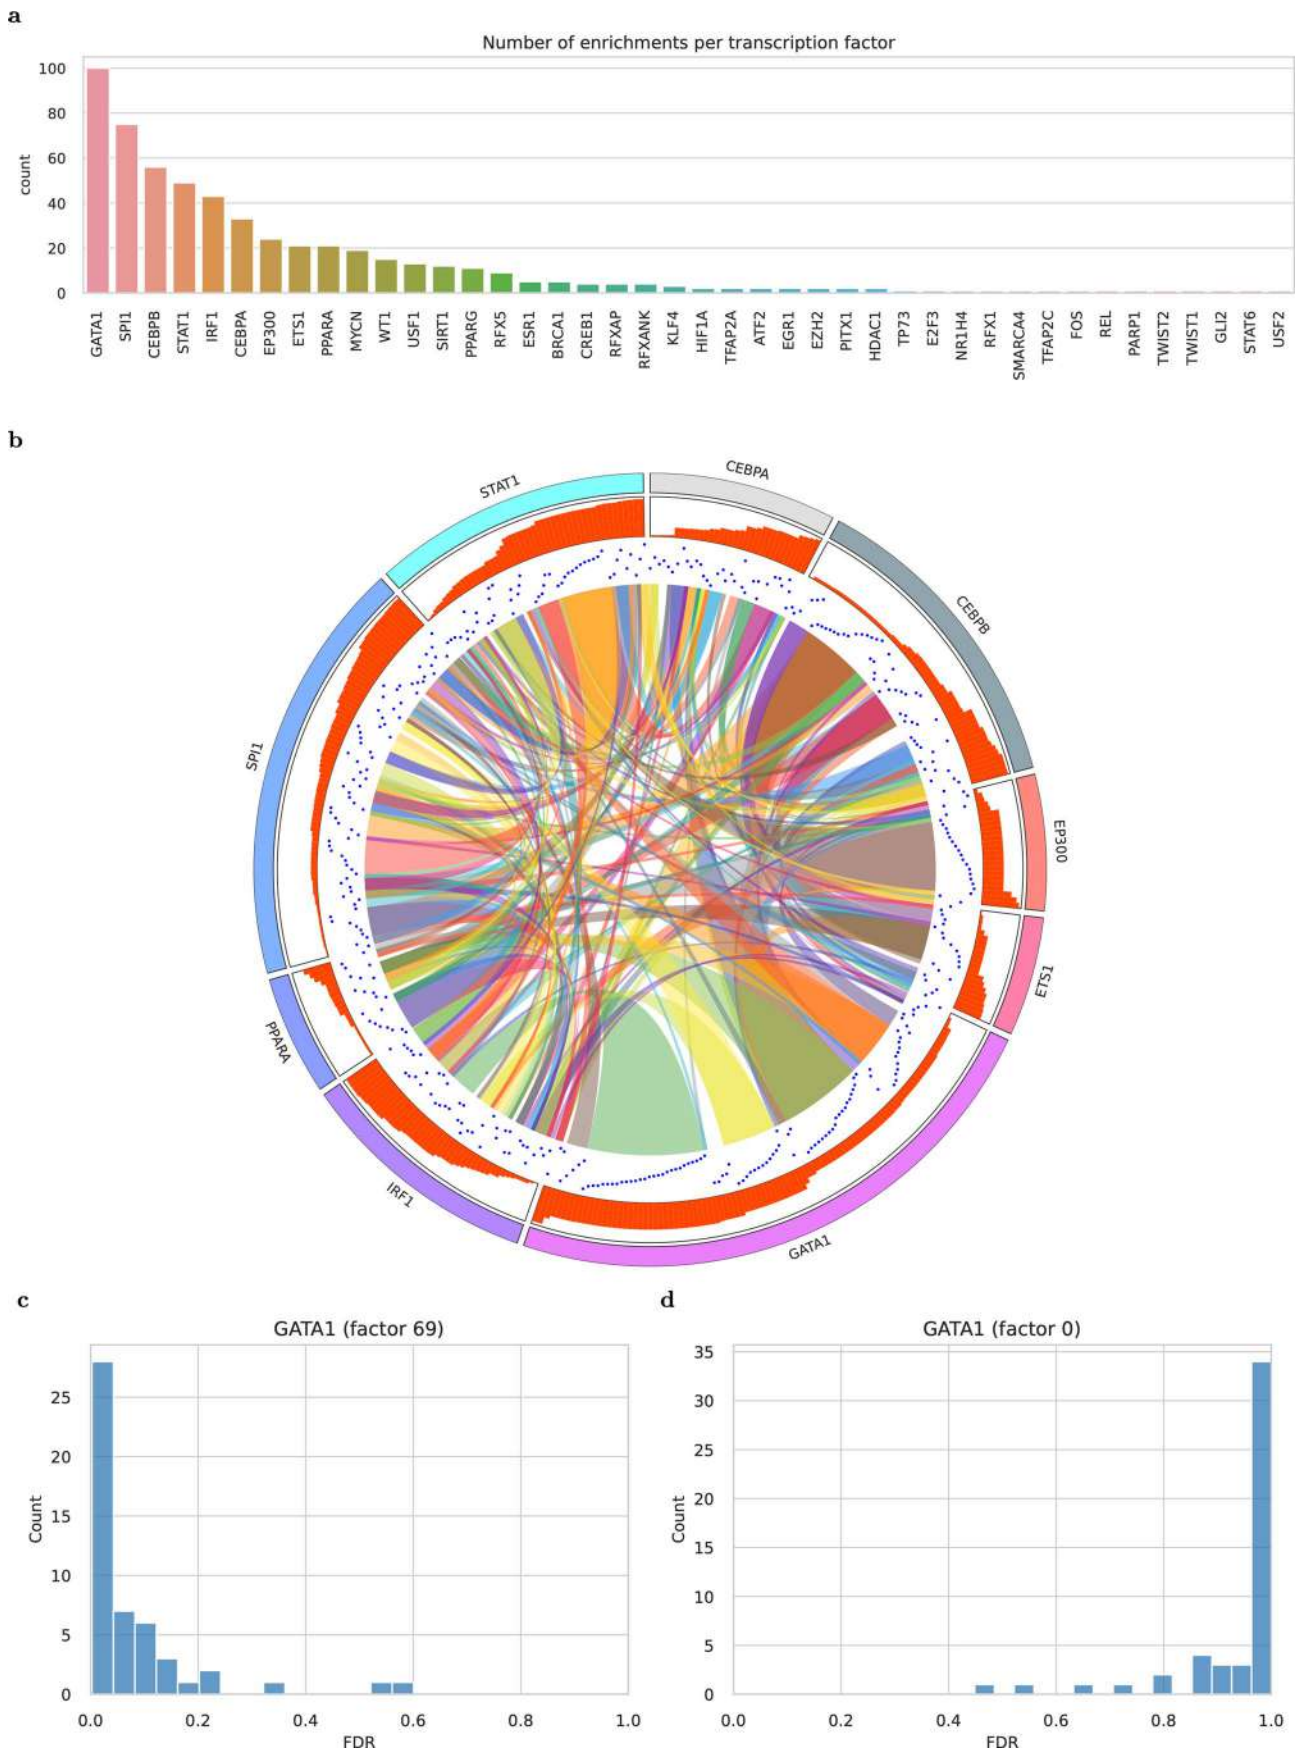 a
Number of enrichments per transcription factor
count
100
80
60
40
20
0
GATA1
SPI1
CEBPB
STAT1
IRF1
CEBPA
EP300
ETS1
PPARA
MYCN
WT1
USF1
SIRT1
PPARG
RFX5
ESR1
BRCA1
CREB1
RFXAP
RFXANK
KLF4
HIF1A
TFAP2A
ATF2
EGR1
EZH2
PITX1
HDAC1
TP73
E2F3
NR1H4
RFX1
SMARCA4
TFAP2C
FOS
REL
PARP1
TWIST2
TWIST1
GLI2
STAT6
USF2
b
CEBPA
CEBPB
EP300
ETS1
GATA1
IRF1
PPARA
SPI1
STAT1
c
GATA1 (factor 69)
Count
25
20
15
10
5
0
0.0 0.2 0.4 0.6 0.8 1.0
FDR
d
GATA1 (factor 0)
Count
35
30
25
20
15
10
5
0
0.0 0.2 0.4 0.6 0.8 1.0
FDR